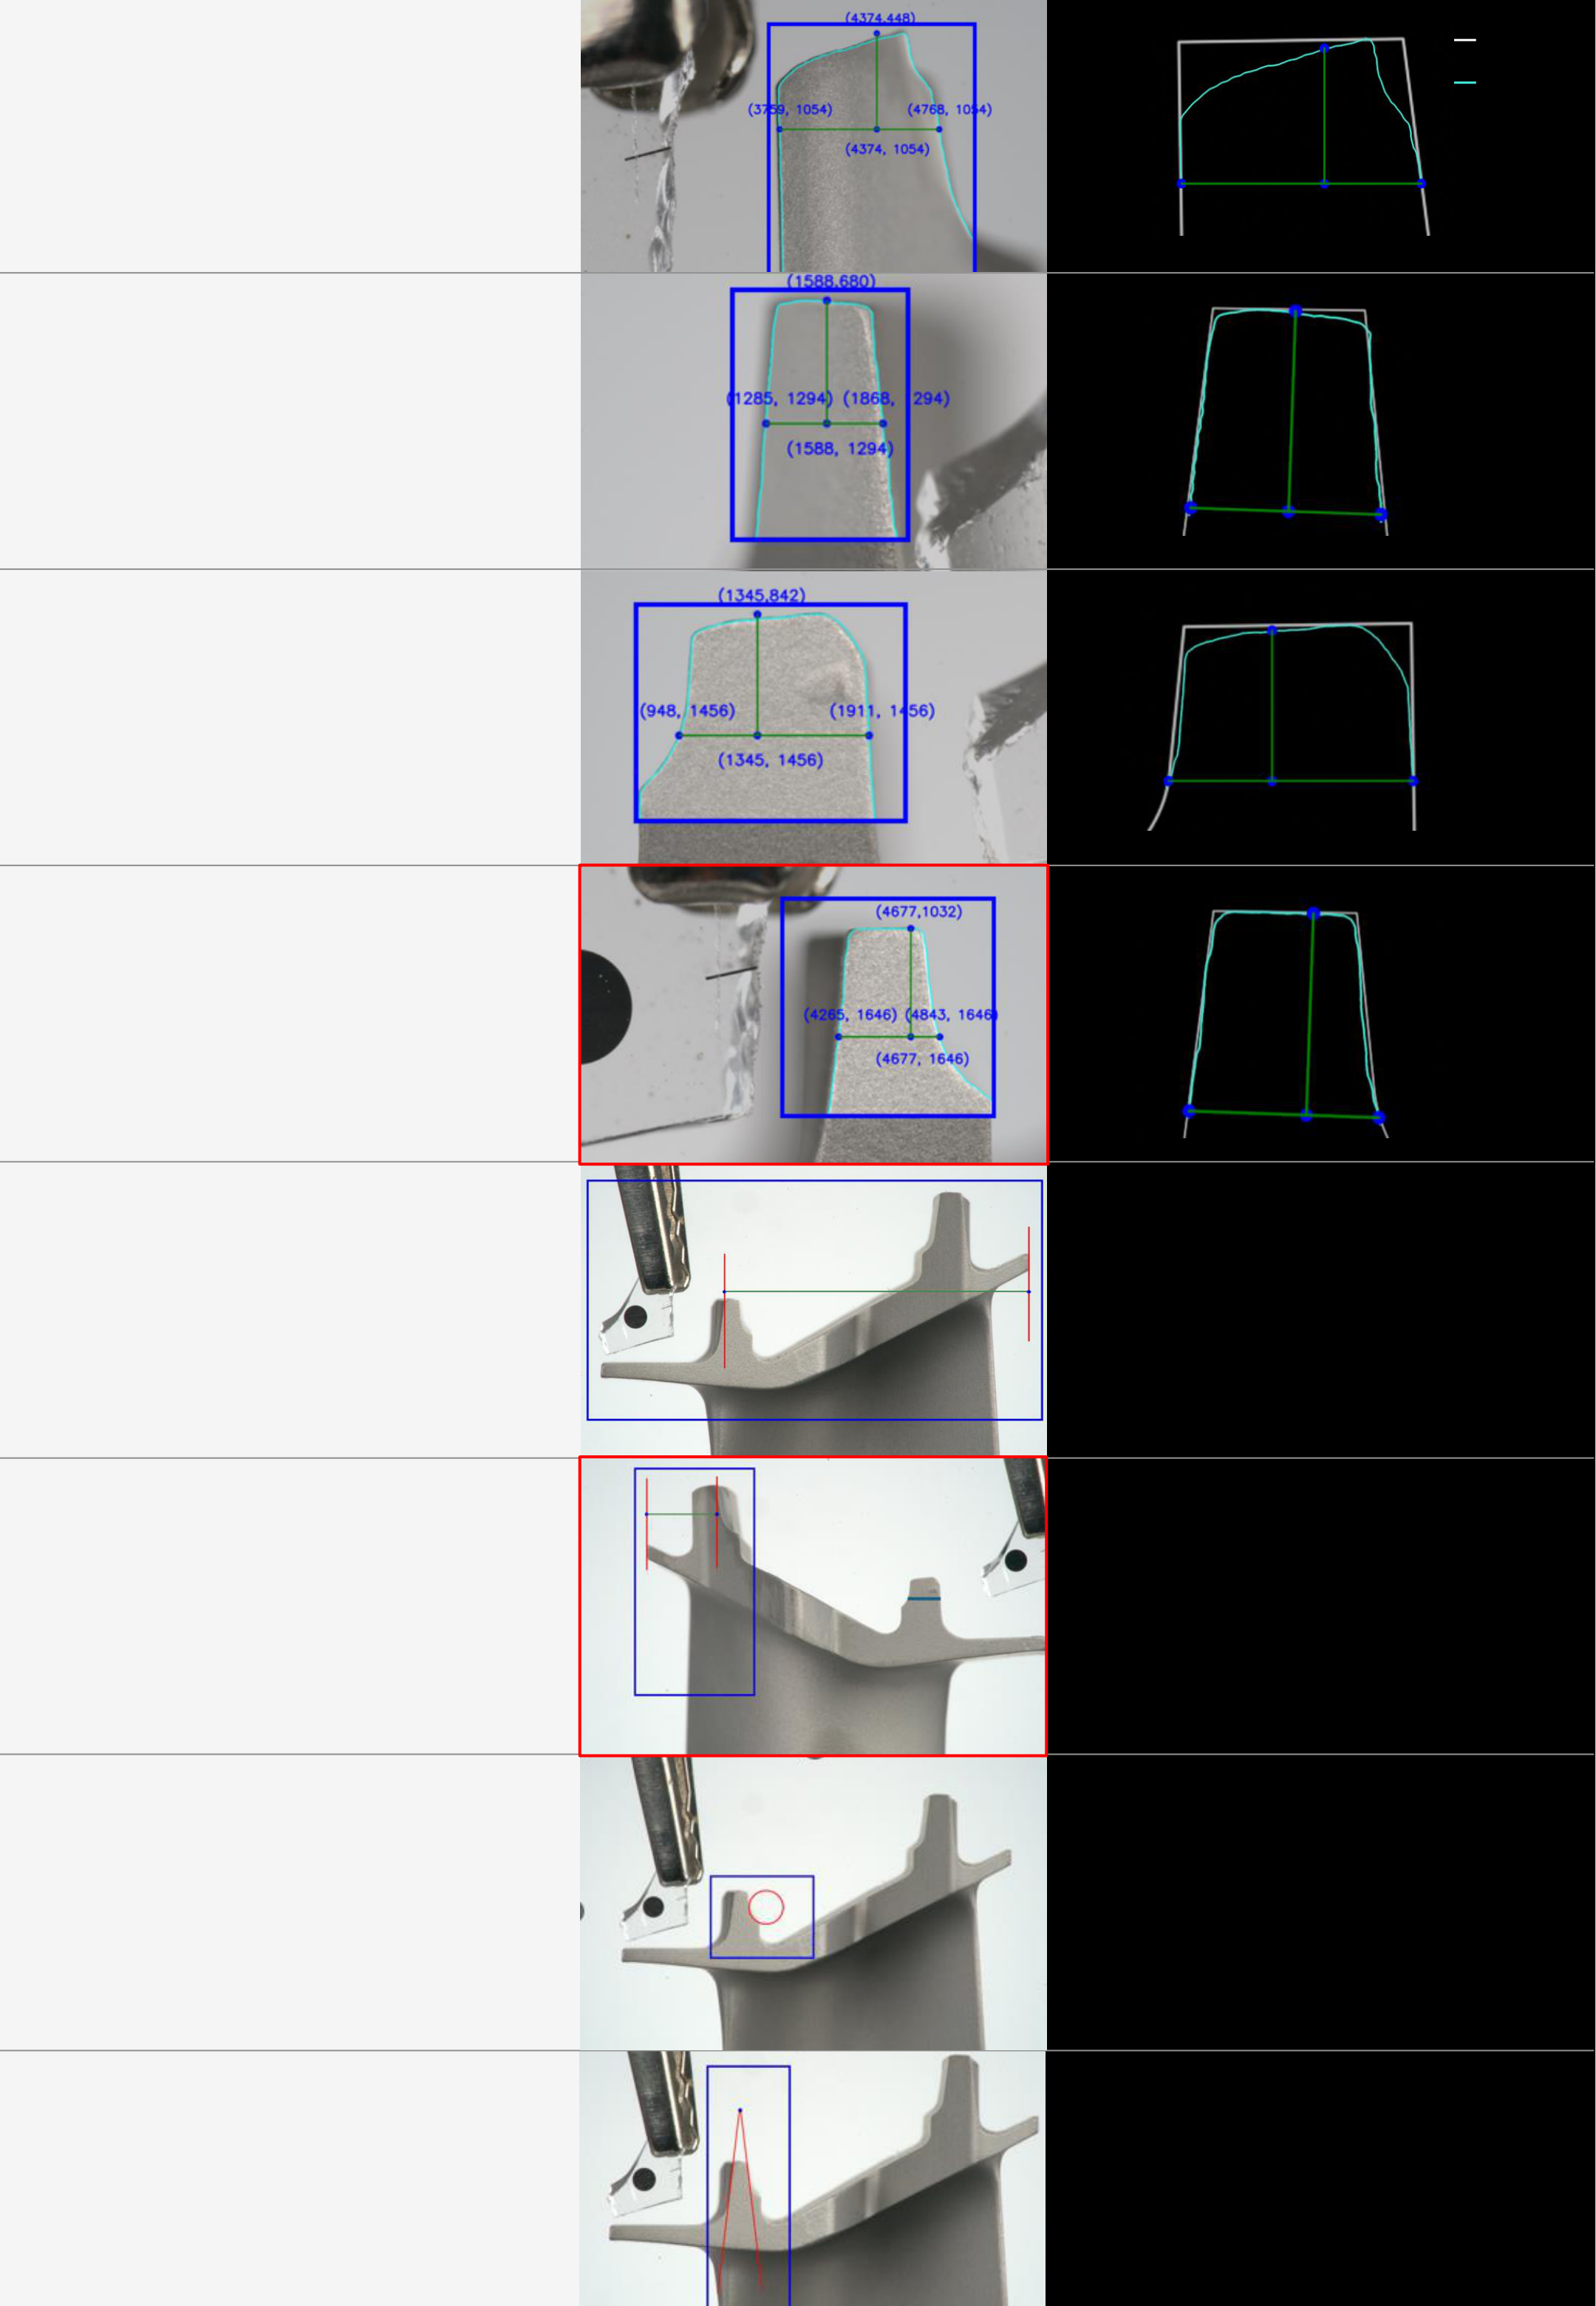 (4374,448)
(3759, 1054) (4768, 1054)
(4374, 1054)
(1588,680)
(1285, 1294) (1868, 1294)
(1588, 1294)
(1345,842)
(948, 1456) (1911, 1456)
(1345, 1456)
(4677,1032)
(4265, 1646) (4843, 1646)
(4677, 1646)